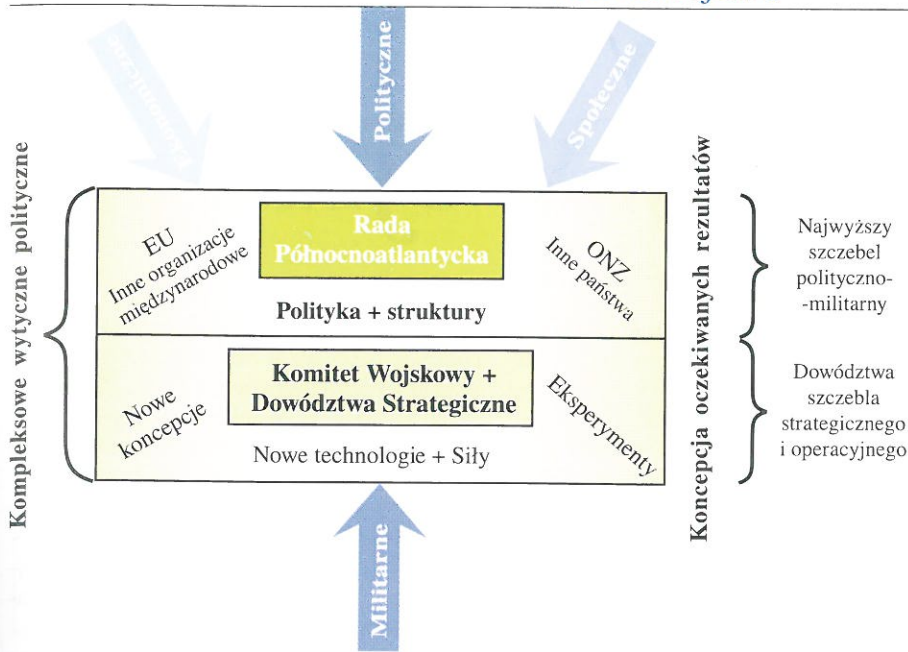 Ekonomiczne
Polityczne
Społeczne
Kompleksowe wytyczne polityczne
EU
Inne organizacje
międzynarodowe
Rada
Północnoatlantycka
ONZ
Inne państwa
Polityka + struktury
Nowe
koncepcje
Komitet Wojskowy +
Dowództwa Strategiczne
Eksperymenty
Nowe technologie + Siły
Koncepcja oczekiwanych rezultatów
Najwyższy
szczebel
polityczno-
-militarny
Dowództwa
szczebla
strategicznego
i operacyjnego
Militarne